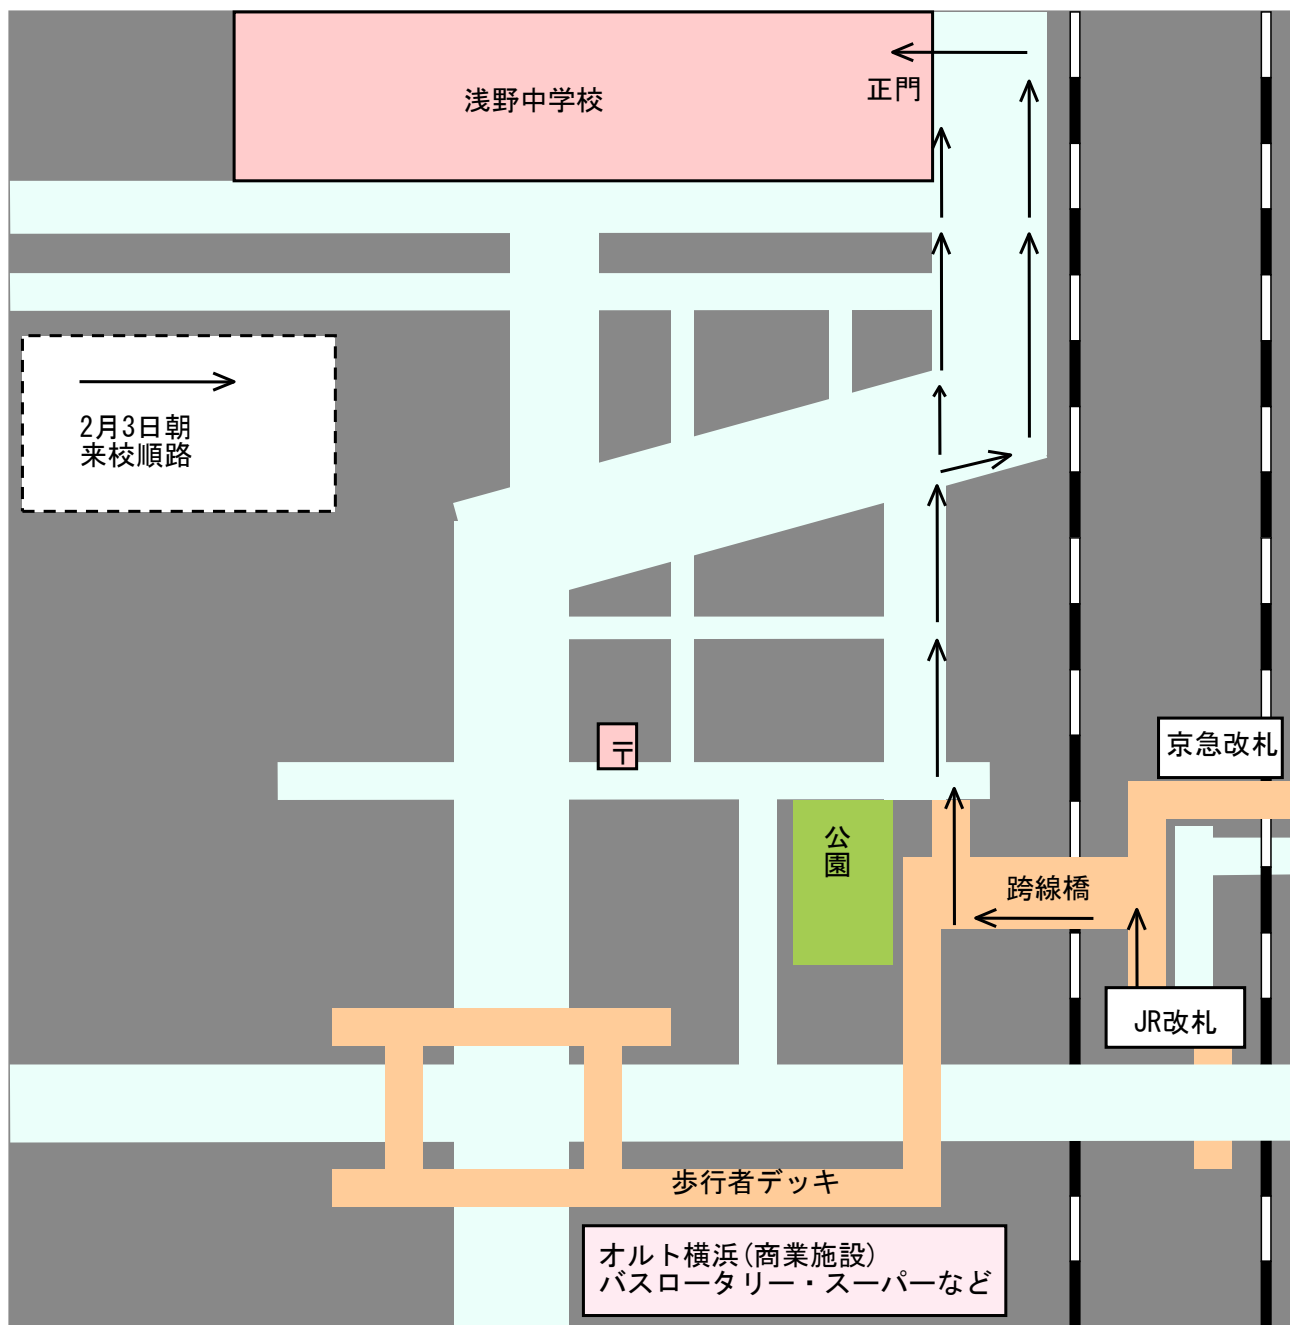 浅野中学校
正門
2月3日朝
来校順路
〒
京急改札
公
園
跨線橋
JR改札
歩行者デッキ
オルト横浜(商業施設)
バスロータリー・スーパーなど